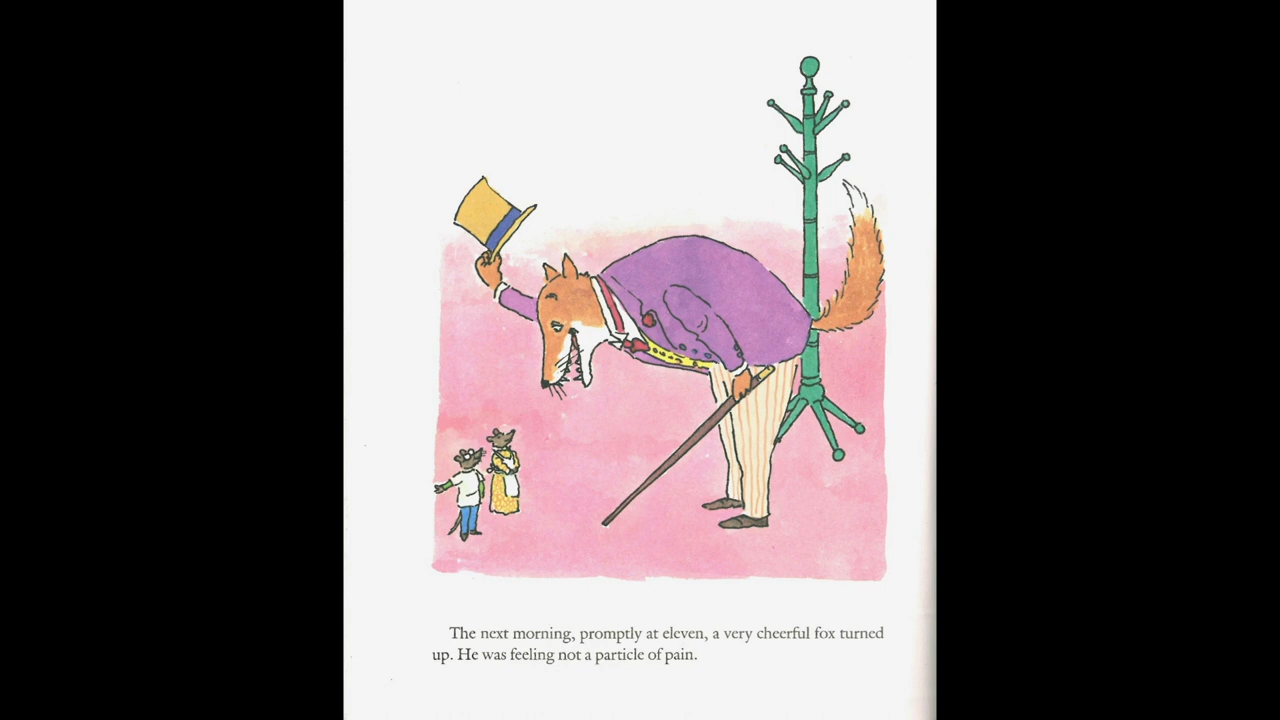 The next morning, promptly at eleven, a very cheerful fox turned
up. He was feeling not a particle of pain.